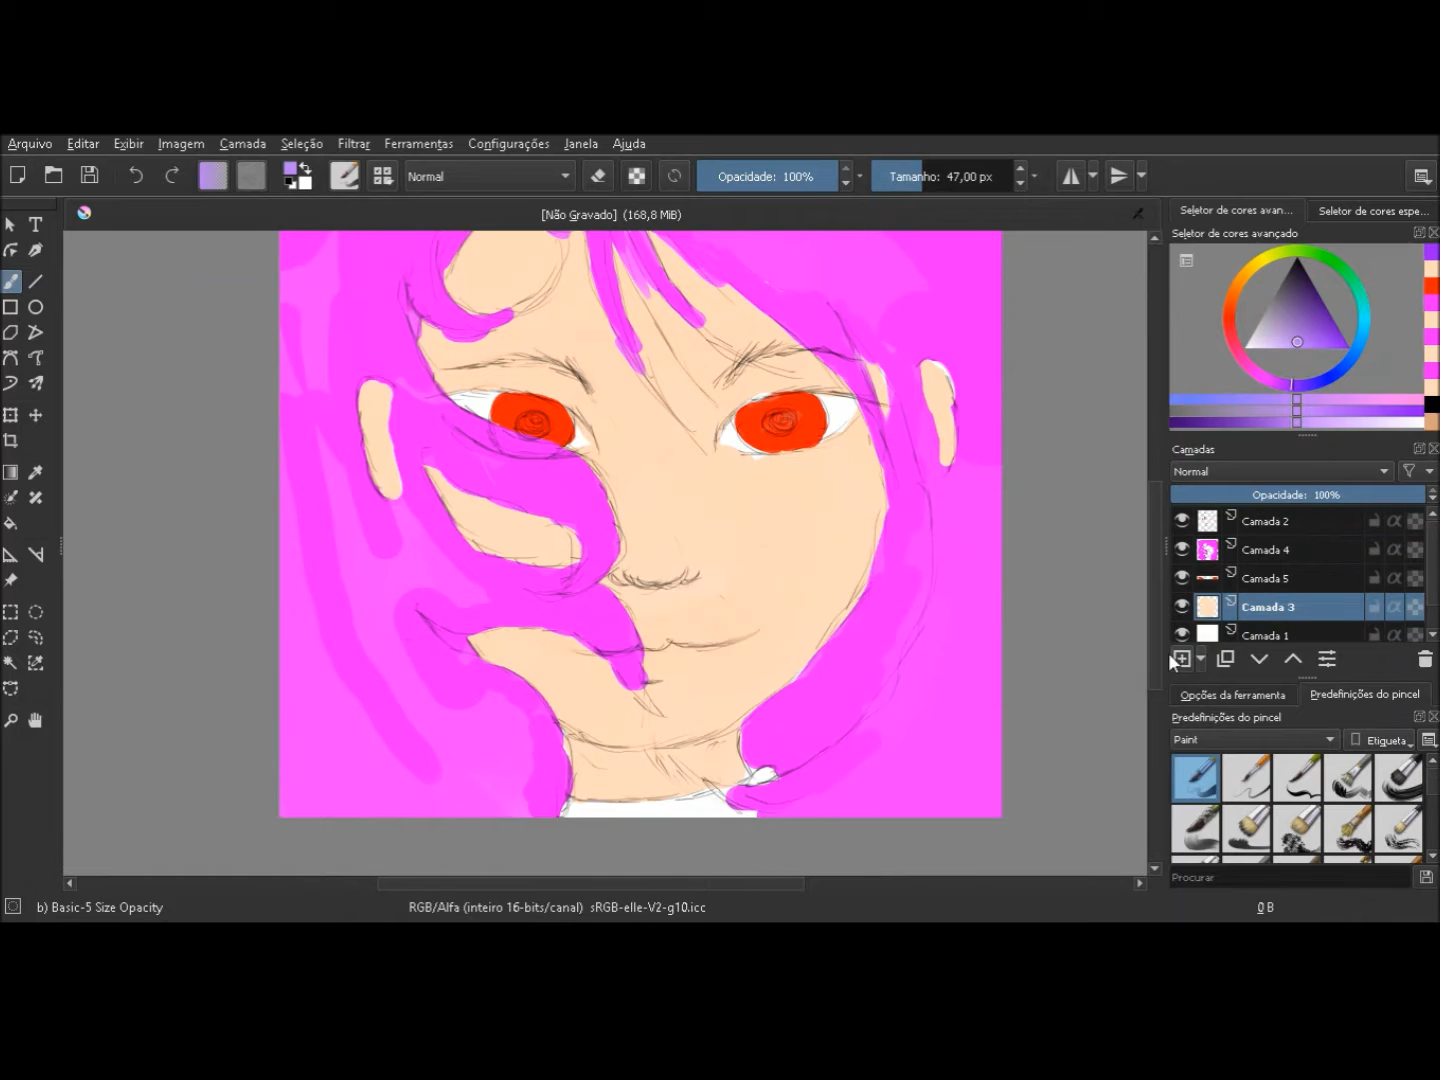 Arquivo Editar Exibir Imagem Camada Seleção Filtrar Ferramentas Configurações Janela Ajuda
Normal Opacidade: 100% Tamanho: 47,00 px
[Não Gravado] (168,8 MiB)
Seletor de cores avan... Seletor de cores espe...
Seletor de cores avançado
Camadas
Normal
Opacidade: 100%
Camada 2
Camada 4
Camada 5
Camada 3
Camada 1
Opções da ferramenta Predefinições do pincel
Predefinições do pincel
Paint Etiqueta
Procurar
b) Basic-5 Size Opacity RGB/Alfa (inteiro 16-bits/canal) sRGB-elle-V2-g10.icc 0 B